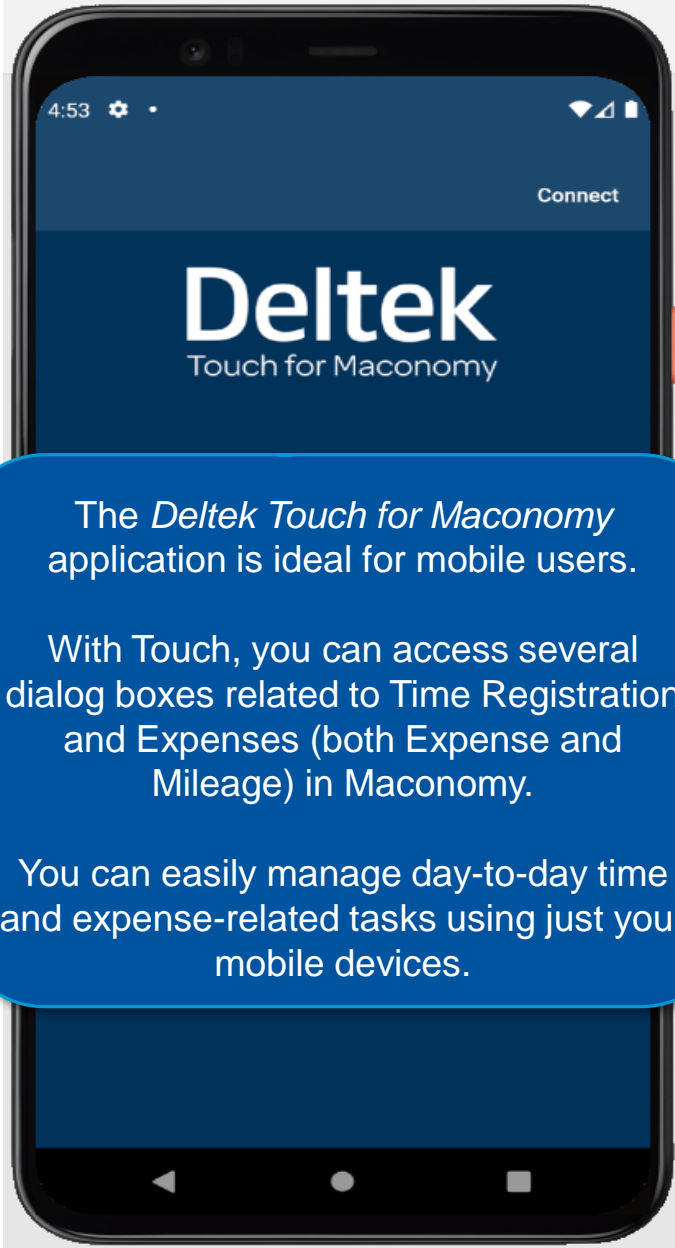 4:53
Connect
Deltek
Touch for Maconomy
The Deltek Touch for Maconomy
application is ideal for mobile users.
With Touch, you can access several
dialog boxes related to Time Registration
and Expenses (both Expense and
Mileage) in Maconomy.
You can easily manage day-to-day time
and expense-related tasks using just you
mobile devices.